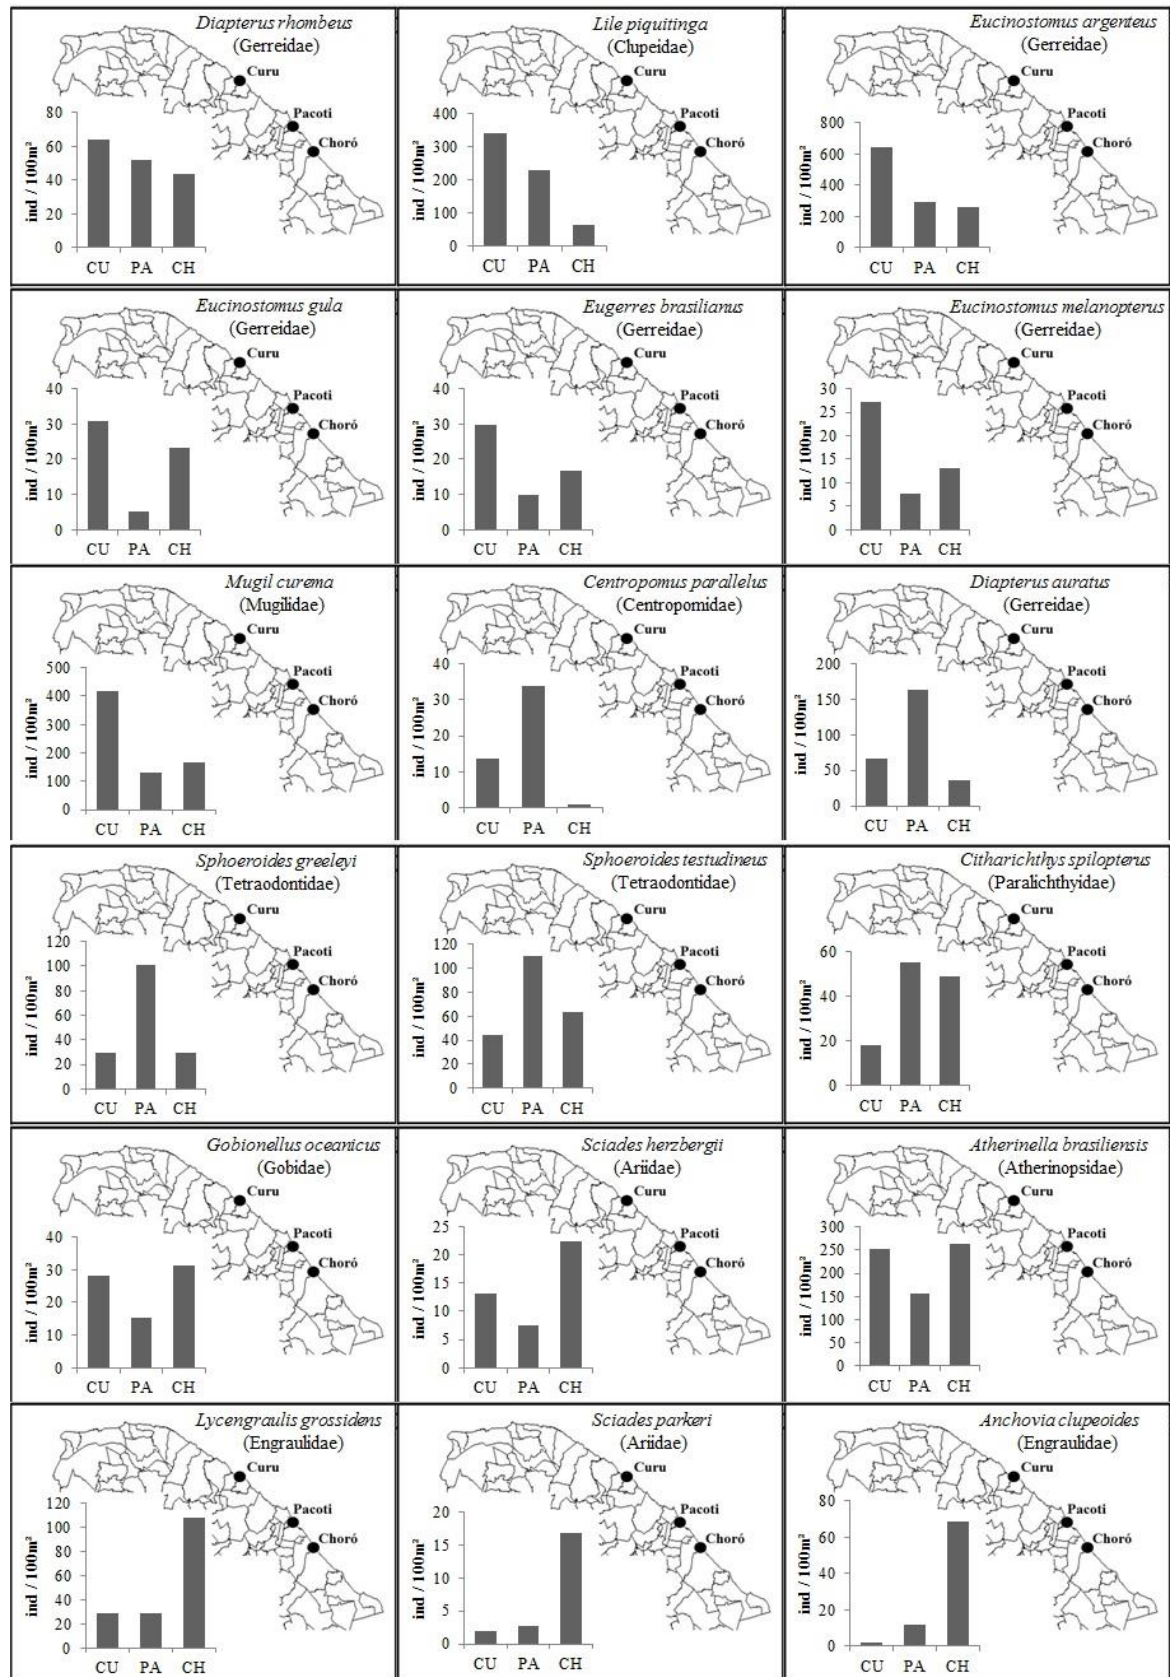 Diapterus rhombeus
(Gerreidae)
Curu
Pacoti
Choró
ind / 100m²
80
60
40
20
0
CU PA CH
Lile piquitinga
(Clupeidae)
Curu
Pacoti
Choró
ind / 100m²
400
300
200
100
0
CU PA CH
Eucinostomus argenteus
(Gerreidae)
Curu
Pacoti
Choró
ind / 100m²
800
600
400
200
0
CU PA CH
Eucinostomus gula
(Gerreidae)
Curu
Pacoti
Choró
ind / 100m²
40
30
20
10
0
CU PA CH
Eugerres brasilianus
(Gerreidae)
Curu
Pacoti
Choró
ind / 100m²
40
30
20
10
0
CU PA CH
Eucinostomus melanopterus
(Gerreidae)
Curu
Pacoti
Choró
ind / 100m²
30
25
20
15
10
5
0
CU PA CH
Mugil curema
(Mugilidae)
Curu
Pacoti
Choró
ind / 100m²
500
400
300
200
100
0
CU PA CH
Centropomus parallelus
(Centropomidae)
Curu
Pacoti
Choró
ind / 100m²
40
30
20
10
0
CU PA CH
Diapterus auratus
(Gerreidae)
Curu
Pacoti
Choró
ind / 100m²
200
150
100
50
0
CU PA CH
Sphoeroides greeleyi
(Tetraodontidae)
Curu
Pacoti
Choró
ind / 100m²
120
100
80
60
40
20
0
CU PA CH
Sphoeroides testudineus
(Tetraodontidae)
Curu
Pacoti
Choró
ind / 100m²
120
100
80
60
40
20
0
CU PA CH
Citharichthys spilopterus
(Paralichthyidae)
Curu
Pacoti
Choró
ind / 100m²
60
40
20
0
CU PA CH
Gobionellus oceanicus
(Gobidae)
Curu
Pacoti
Choró
ind / 100m²
40
30
20
10
0
CU PA CH
Sciades herzbergii
(Ariidae)
Curu
Pacoti
Choró
ind / 100m²
25
20
15
10
5
0
CU PA CH
Atherinella brasiliensis
(Atherinopsidae)
Curu
Pacoti
Choró
ind / 100m²
300
250
200
150
100
50
0
CU PA CH
Lycengraulis grossidens
(Engraulidae)
Curu
Pacoti
Choró
ind / 100m²
120
100
80
60
40
20
0
CU PA CH
Sciades parkeri
(Ariidae)
Curu
Pacoti
Choró
ind / 100m²
20
15
10
5
0
CU PA CH
Anchovia clupeoides
(Engraulidae)
Curu
Pacoti
Choró
ind / 100m²
80
60
40
20
0
CU PA CH